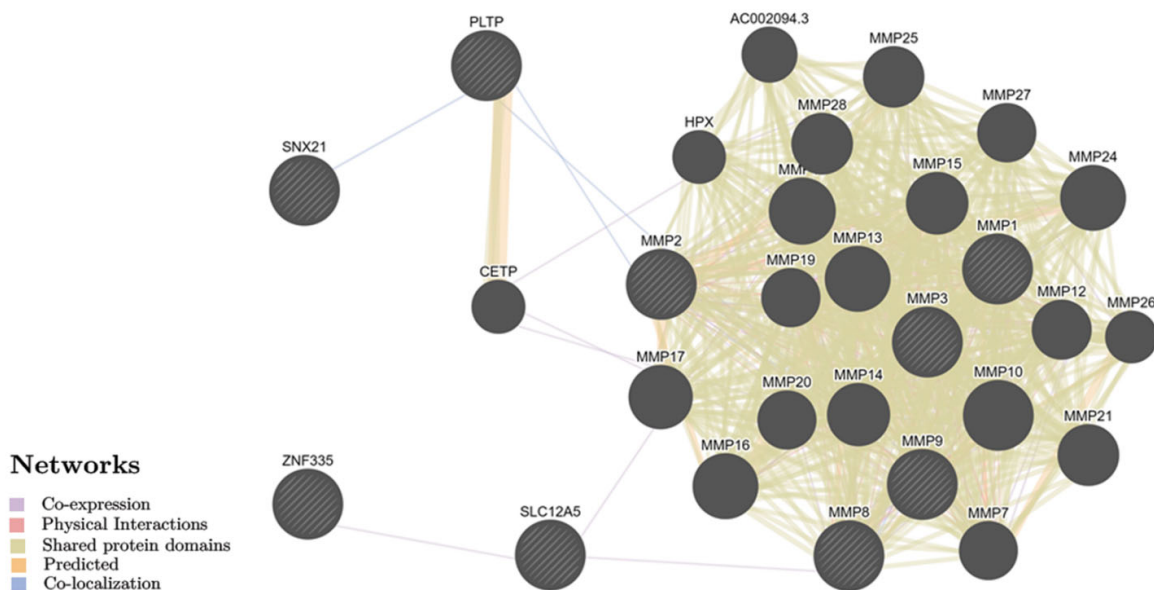 PLTP
AC002094.3
MMP25
MMP28
MMP27
HPX
SNX21
MMP15
MMP24
MMP
MMP2
MMP13
MMP1
MMP19
CETP
MMP3
MMP12
MMP26
MMP17
MMP20
MMP14
MMP10
MMP21
MMP16
MMP9
Networks
ZNF335
Co-expression
Physical Interactions
Shared protein domains
Predicted
Co-localization
SLC12A5
MMP8
MMP7